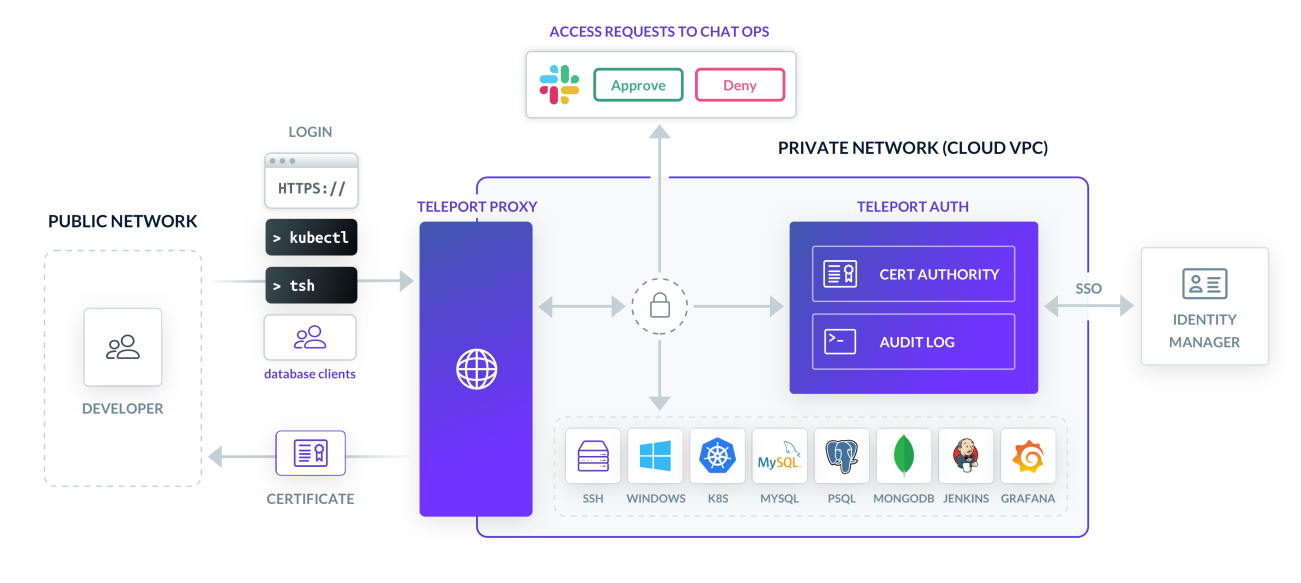 ACCESS REQUESTS TO CHAT OPS
Approve
Deny
LOGIN
HTTPS://
> kubectl
> tsh
database clients
PUBLIC NETWORK
DEVELOPER
CERTIFICATE
PRIVATE NETWORK (CLOUD VPC)
TELEPORT PROXY
TELEPORT AUTH
CERT AUTHORITY
>-
AUDIT LOG
SSO
IDENTITY
MANAGER
MySQL
SSH
WINDOWS
K8S
MYSQL
PSQL
MONGODB
JENKINS
GRAFANA